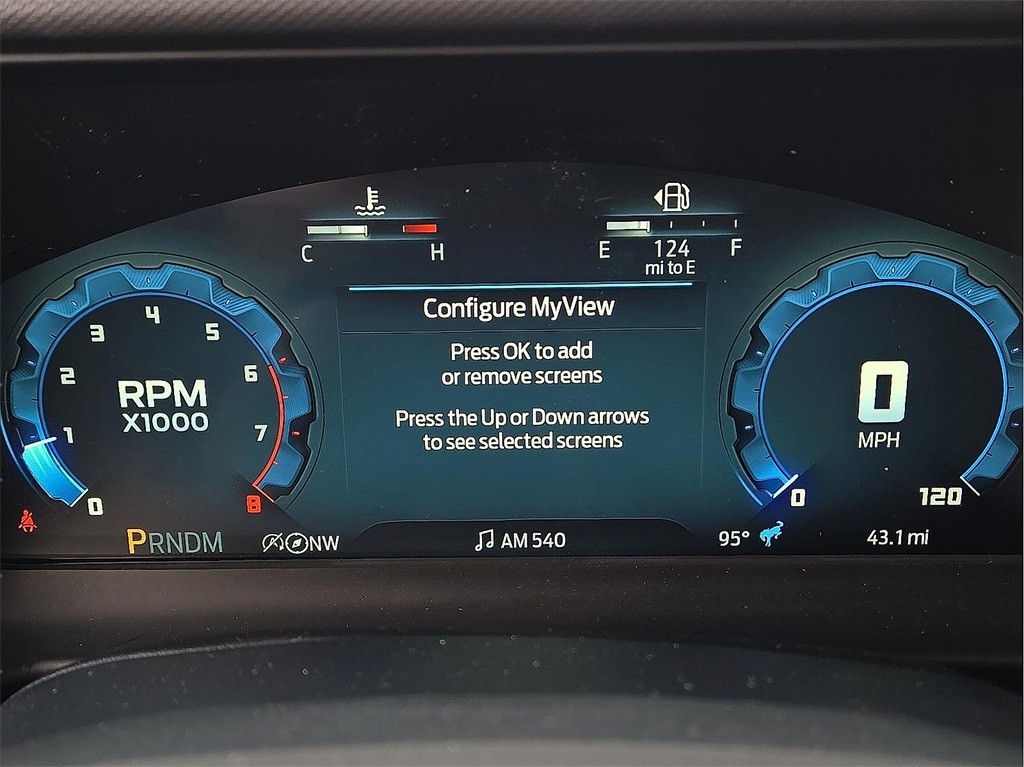 C H
E 124 F
mi to E
Configure MyView
Press OK to add
or remove screens
Press the Up or Down arrows
to see selected screens
RPM
X1000
0
1
2
3
4
5
6
7
8
0
MPH
0 120
PRNDM
NW
AM 540
95°
43.1 mi